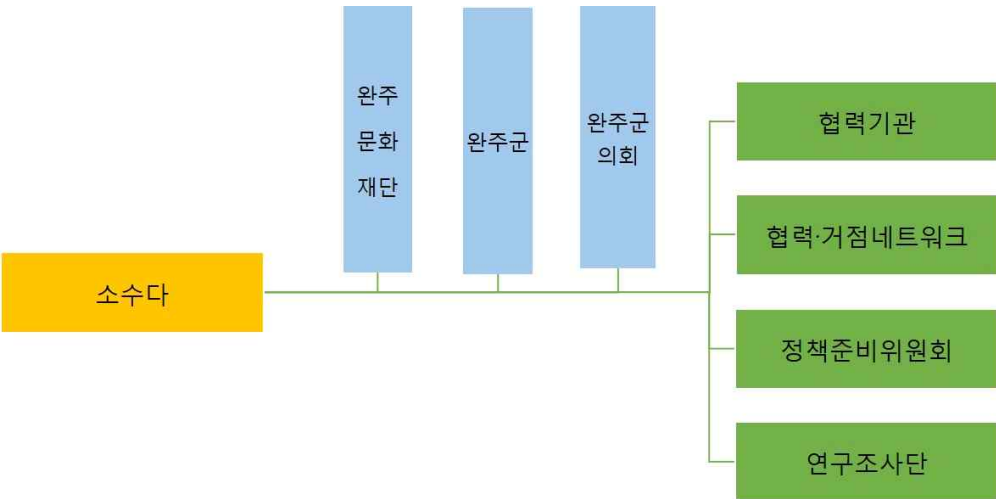 완주
문화
재단
완주군
완주군
의회
협력기관
협력·거점네트워크
소수다
정책준비위원회
연구조사단